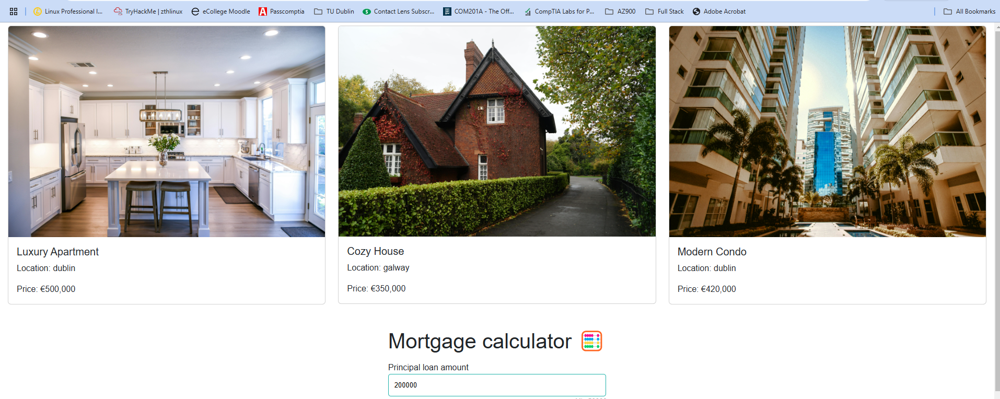 Linux Professional I... TryHackMe | zthlinux eCollege Moodle Passcomptia TU Dublin Contact Lens Subscr... COM201A - The Off... CompTIA Labs for P... AZ900 Full Stack Adobe Acrobat All Bookmarks
Luxury Apartment
Location: dublin
Price: €500,000
Cozy House
Location: galway
Price: €350,000
Modern Condo
Location: dublin
Price: €420,000
Mortgage calculator
Principal loan amount
200000